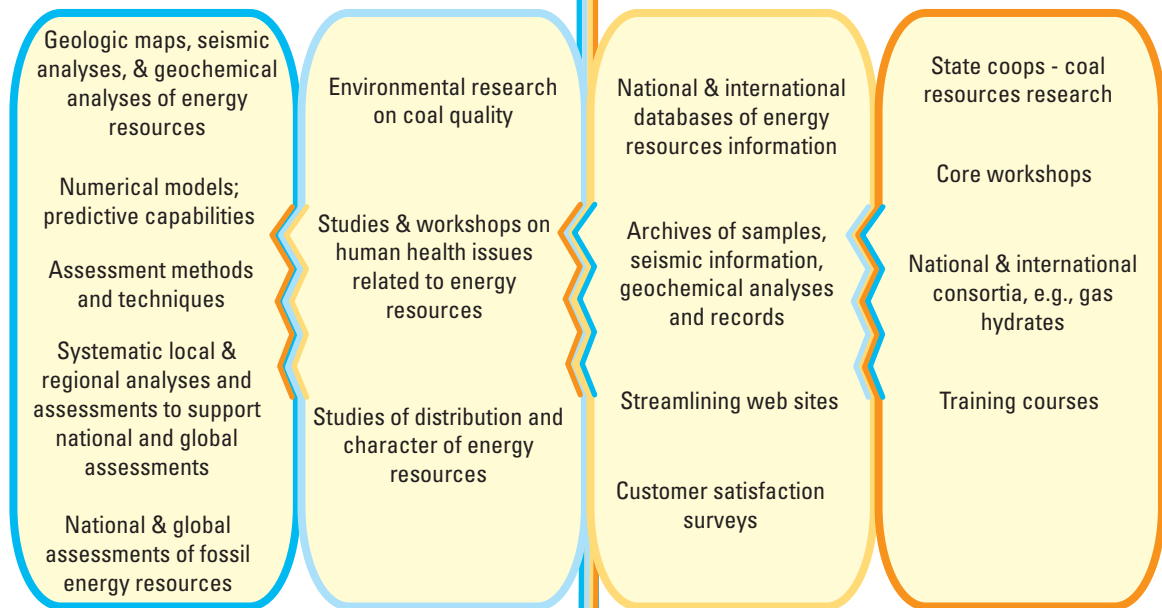 Geologic maps, seismic
analyses, & geochemical
analyses of energy
resources
Numerical models;
predictive capabilities
Assessment methods
and techniques
Systematic local &
regional analyses and
assessments to support
national and global
assessments
National & global
assessments of fossil
energy resources
Environmental research
on coal quality
Studies & workshops on
human health issues
related to energy
resources
Studies of distribution and
character of energy
resources
National & international
databases of energy
resources information
Archives of samples,
seismic information,
geochemical analyses
and records
Streamlining web sites
Customer satisfaction
surveys
State coops - coal
resources research
Core workshops
National & international
consortia, e.g., gas
hydrates
Training courses